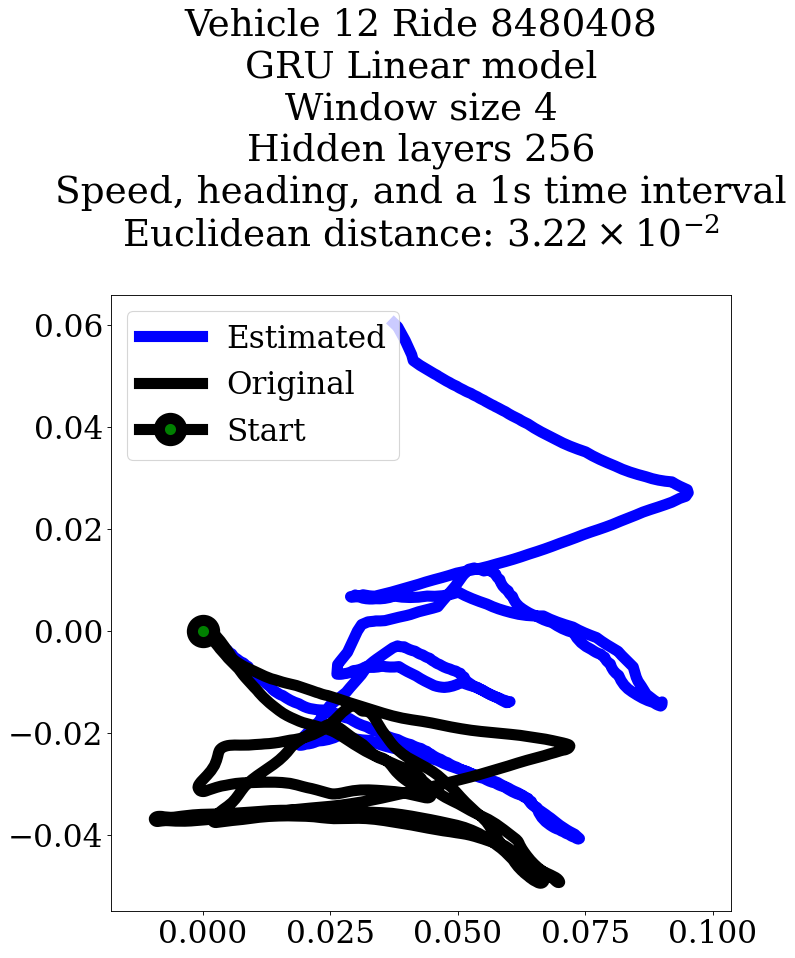 Vehicle 12 Ride 8480408
GRU Linear model
Window size 4
Hidden layers 256
Speed, heading, and a 1s time interval
Euclidean distance: 3.22 × 10⁻²
Estimated
Original
Start
0.06
0.04
0.02
0.00
−0.02
−0.04
0.000 0.025 0.050 0.075 0.100